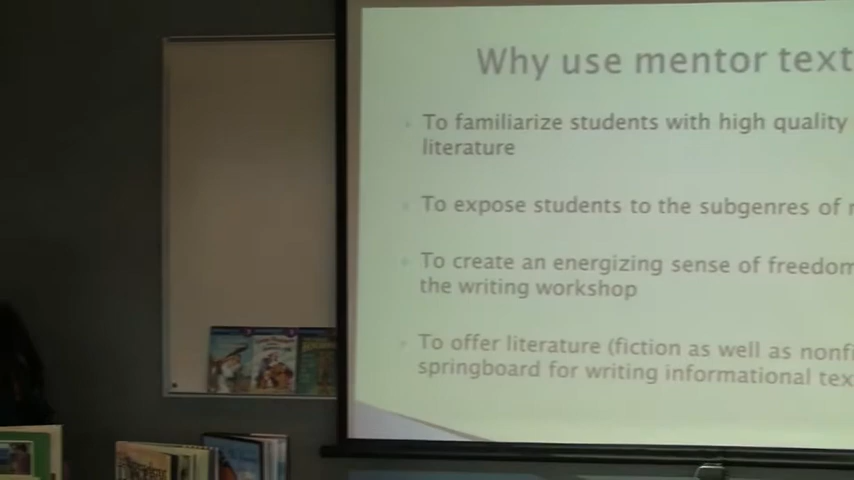 Why use mentor text
To familiarize students with high quality
literature
To expose students to the subgenres of
To create an energizing sense of freedom
the writing workshop
To offer literature (fiction as well as nonfi
springboard for writing informational tex